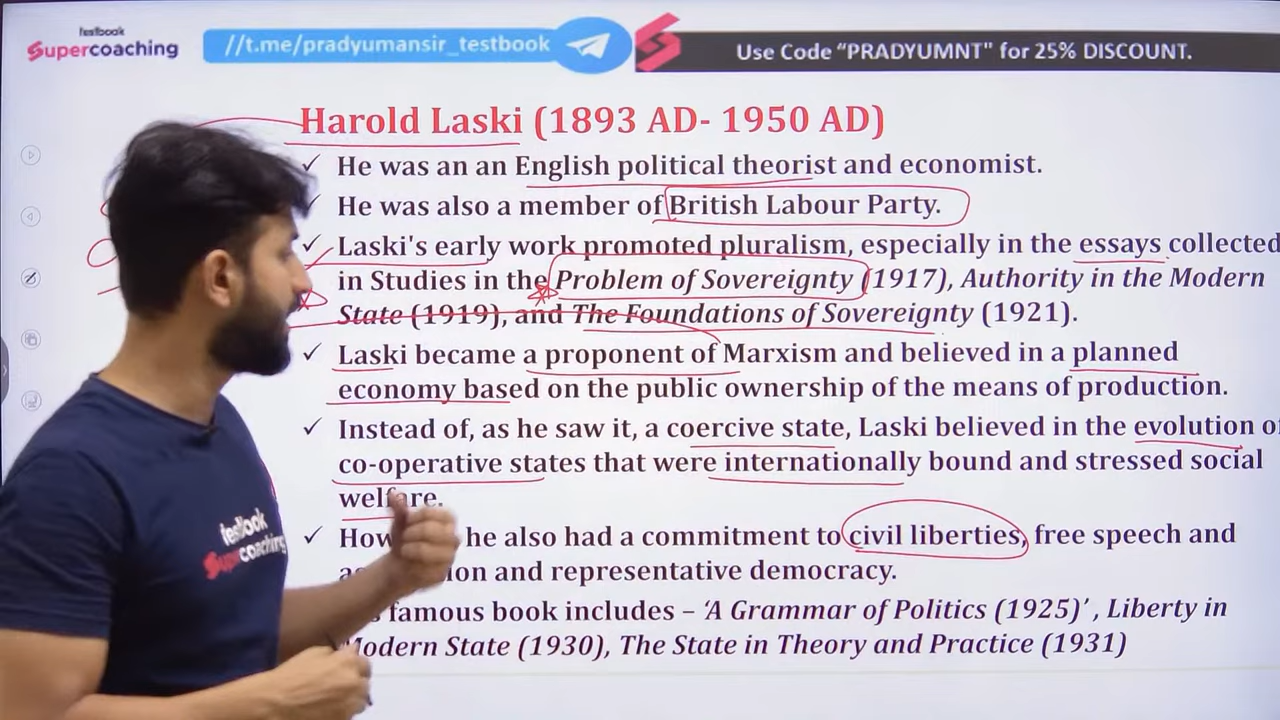 testbook
Supercoaching
//t.me/pradyumansir_testbook
Use Code “PRADYUMNT" for 25% DISCOUNT.
Harold Laski (1893 AD- 1950 AD)
✓ He was an an English political theorist and economist.
✓ He was also a member of British Labour Party.
✓ Laski's early work promoted pluralism, especially in the essays collected
in Studies in the Problem of Sovereignty (1917), Authority in the Modern
State (1919), and The Foundations of Sovereignty (1921).
✓ Laski became a proponent of Marxism and believed in a planned
economy based on the public ownership of the means of production.
✓ Instead of, as he saw it, a coercive state, Laski believed in the evolution
co-operative states that were internationally bound and stressed social
welfare.
✓ he also had a commitment to civil liberties, free speech and
and representative democracy.
famous book includes – ‘A Grammar of Politics (1925)’ , Liberty in
Modern State (1930), The State in Theory and Practice (1931)
testbook
Supercoaching